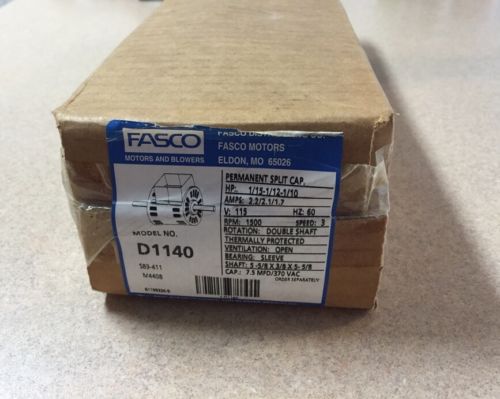 FASCO
MOTORS AND BLOWERS
FASCO MOTORS
ELDON, MO 65026
MODEL NO.
D1140
S89-411
M4408
PERMANENT SPLIT CAP.
HP: 1/15-1/12-1/10
AMPS: 2.2/2.1/1.7
V: 115 HZ: 60
RPM: 1500 SPEED: 3
ROTATION: DOUBLE SHAFT
THERMALLY PROTECTED
VENTILATION: OPEN
BEARING: SLEEVE
SHAFT: 5 -5/8 X 3/8 X 5- 5/8
CAP.: 7.5 MFD/370 VAC
ORDER SEPARATELY